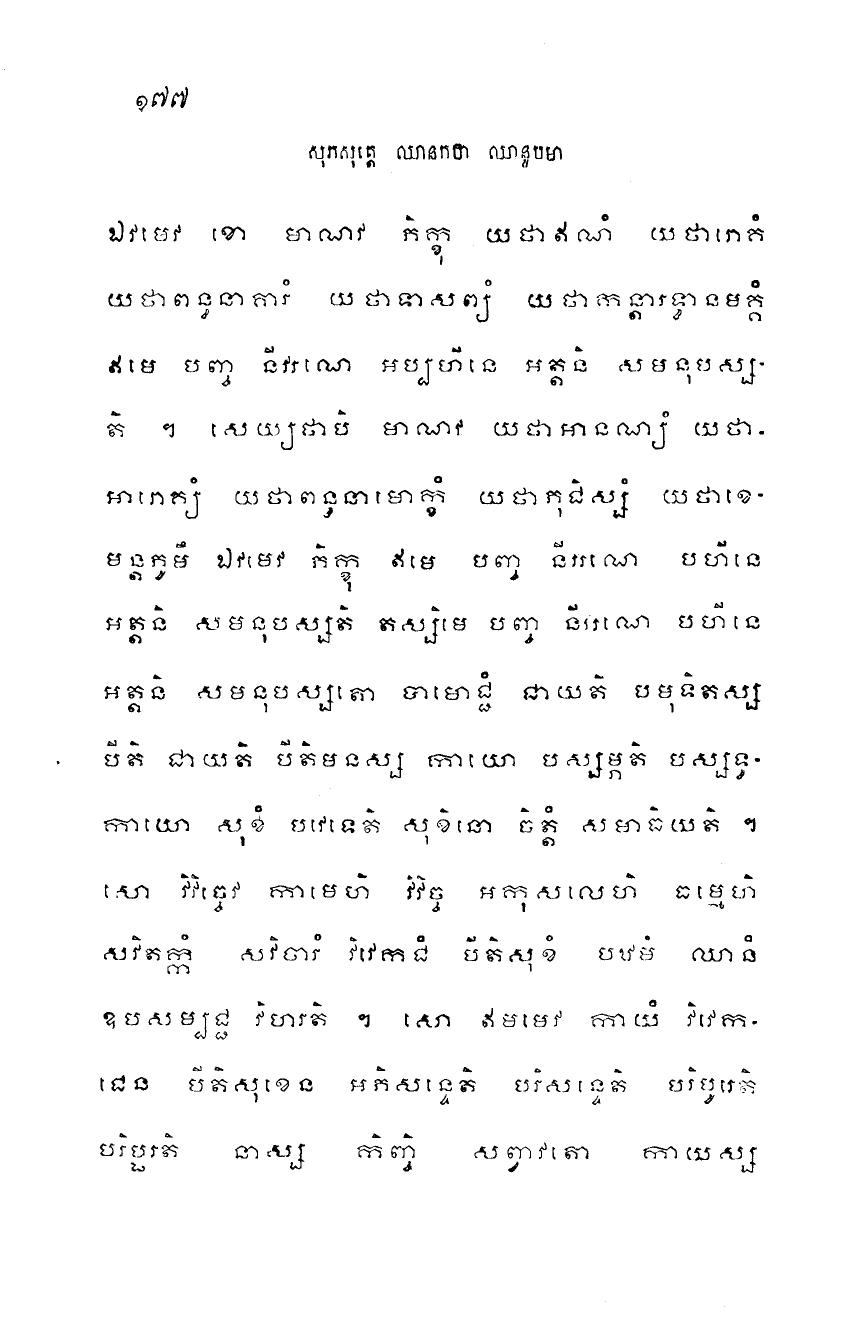 ១៧៧
សុភសុត្តេ ឈានកថា ឈានូបមា
ឯវមេវ ខោ មាណវ ភិក្ខុ យថាឥណំ យថារោគំ
យថាពន្ធនាគារំ យថាទាសព្យំ យថាកន្តារទ្ធានមគ្គំ
ឥមេ បញ្ច នីវរណេ អប្បហីនេ អត្តនិ សមនុបស្ស-
តិ ។ សេយ្យថាបិ មាណវ យថាអានណ្យំ យថា-
អារោគ្យំ យថាពន្ធនាមោក្ខំ យថាភុជិស្សំ យថាខេ-
មន្តភូមឹ ឯវមេវ ភិក្ខុ ឥមេ បញ្ច នីវរណេ បហីនេ
អត្តនិ សមនុបស្សតិ តស្សិមេ បញ្ច នីវរណេ បហីនេ
អត្តនិ សមនុបស្សតោ បាមោជ្ជំ ជាយតិ បមុទិតស្ស
បីតិ ជាយតិ បីតិមនស្ស កាយោ បស្សម្ភតិ បស្សទ្ធ-
កាយោ សុខំ បវេទេតិ សុខិនោ ចិត្តំ សមាធិយតិ ។
សោ វិវិច្ចេវ កាមេហិ វិវិច្ច អកុសលេហិ ធម្មេហិ
សវិតក្កំ សវិចារំ វិវេកជំ បីតិសុខំ បឋមំ ឈានំ
ឧបសម្បជ្ជ វិហរតិ ។ សោ ឥមមេវ កាយំ វិវេក-
ជេន បីតិសុខេន អភិសន្ទេតិ បរិសន្ទេតិ បរិបូរេតិ
បរិប្ផរតិ នាស្ស កិញ្ចិ សព្វាវតោ កាយស្ស